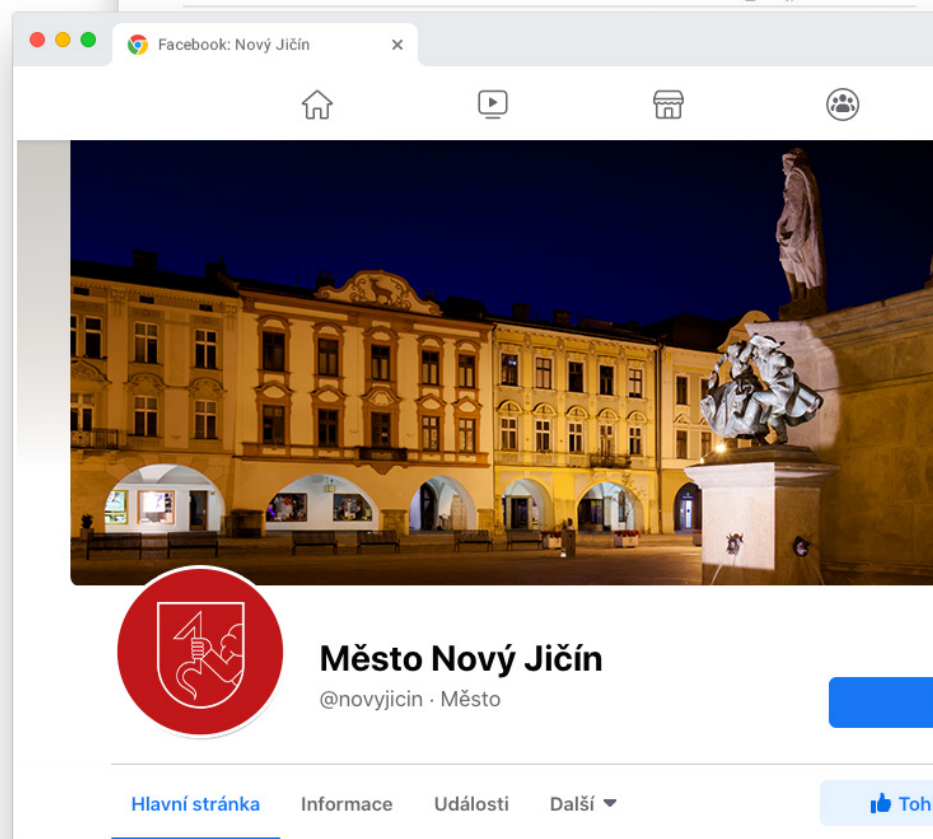 Facebook: Nový Jičín
Město Nový Jičín
@novyjicin · Město
Hlavní stránka Informace Události Další
Toh